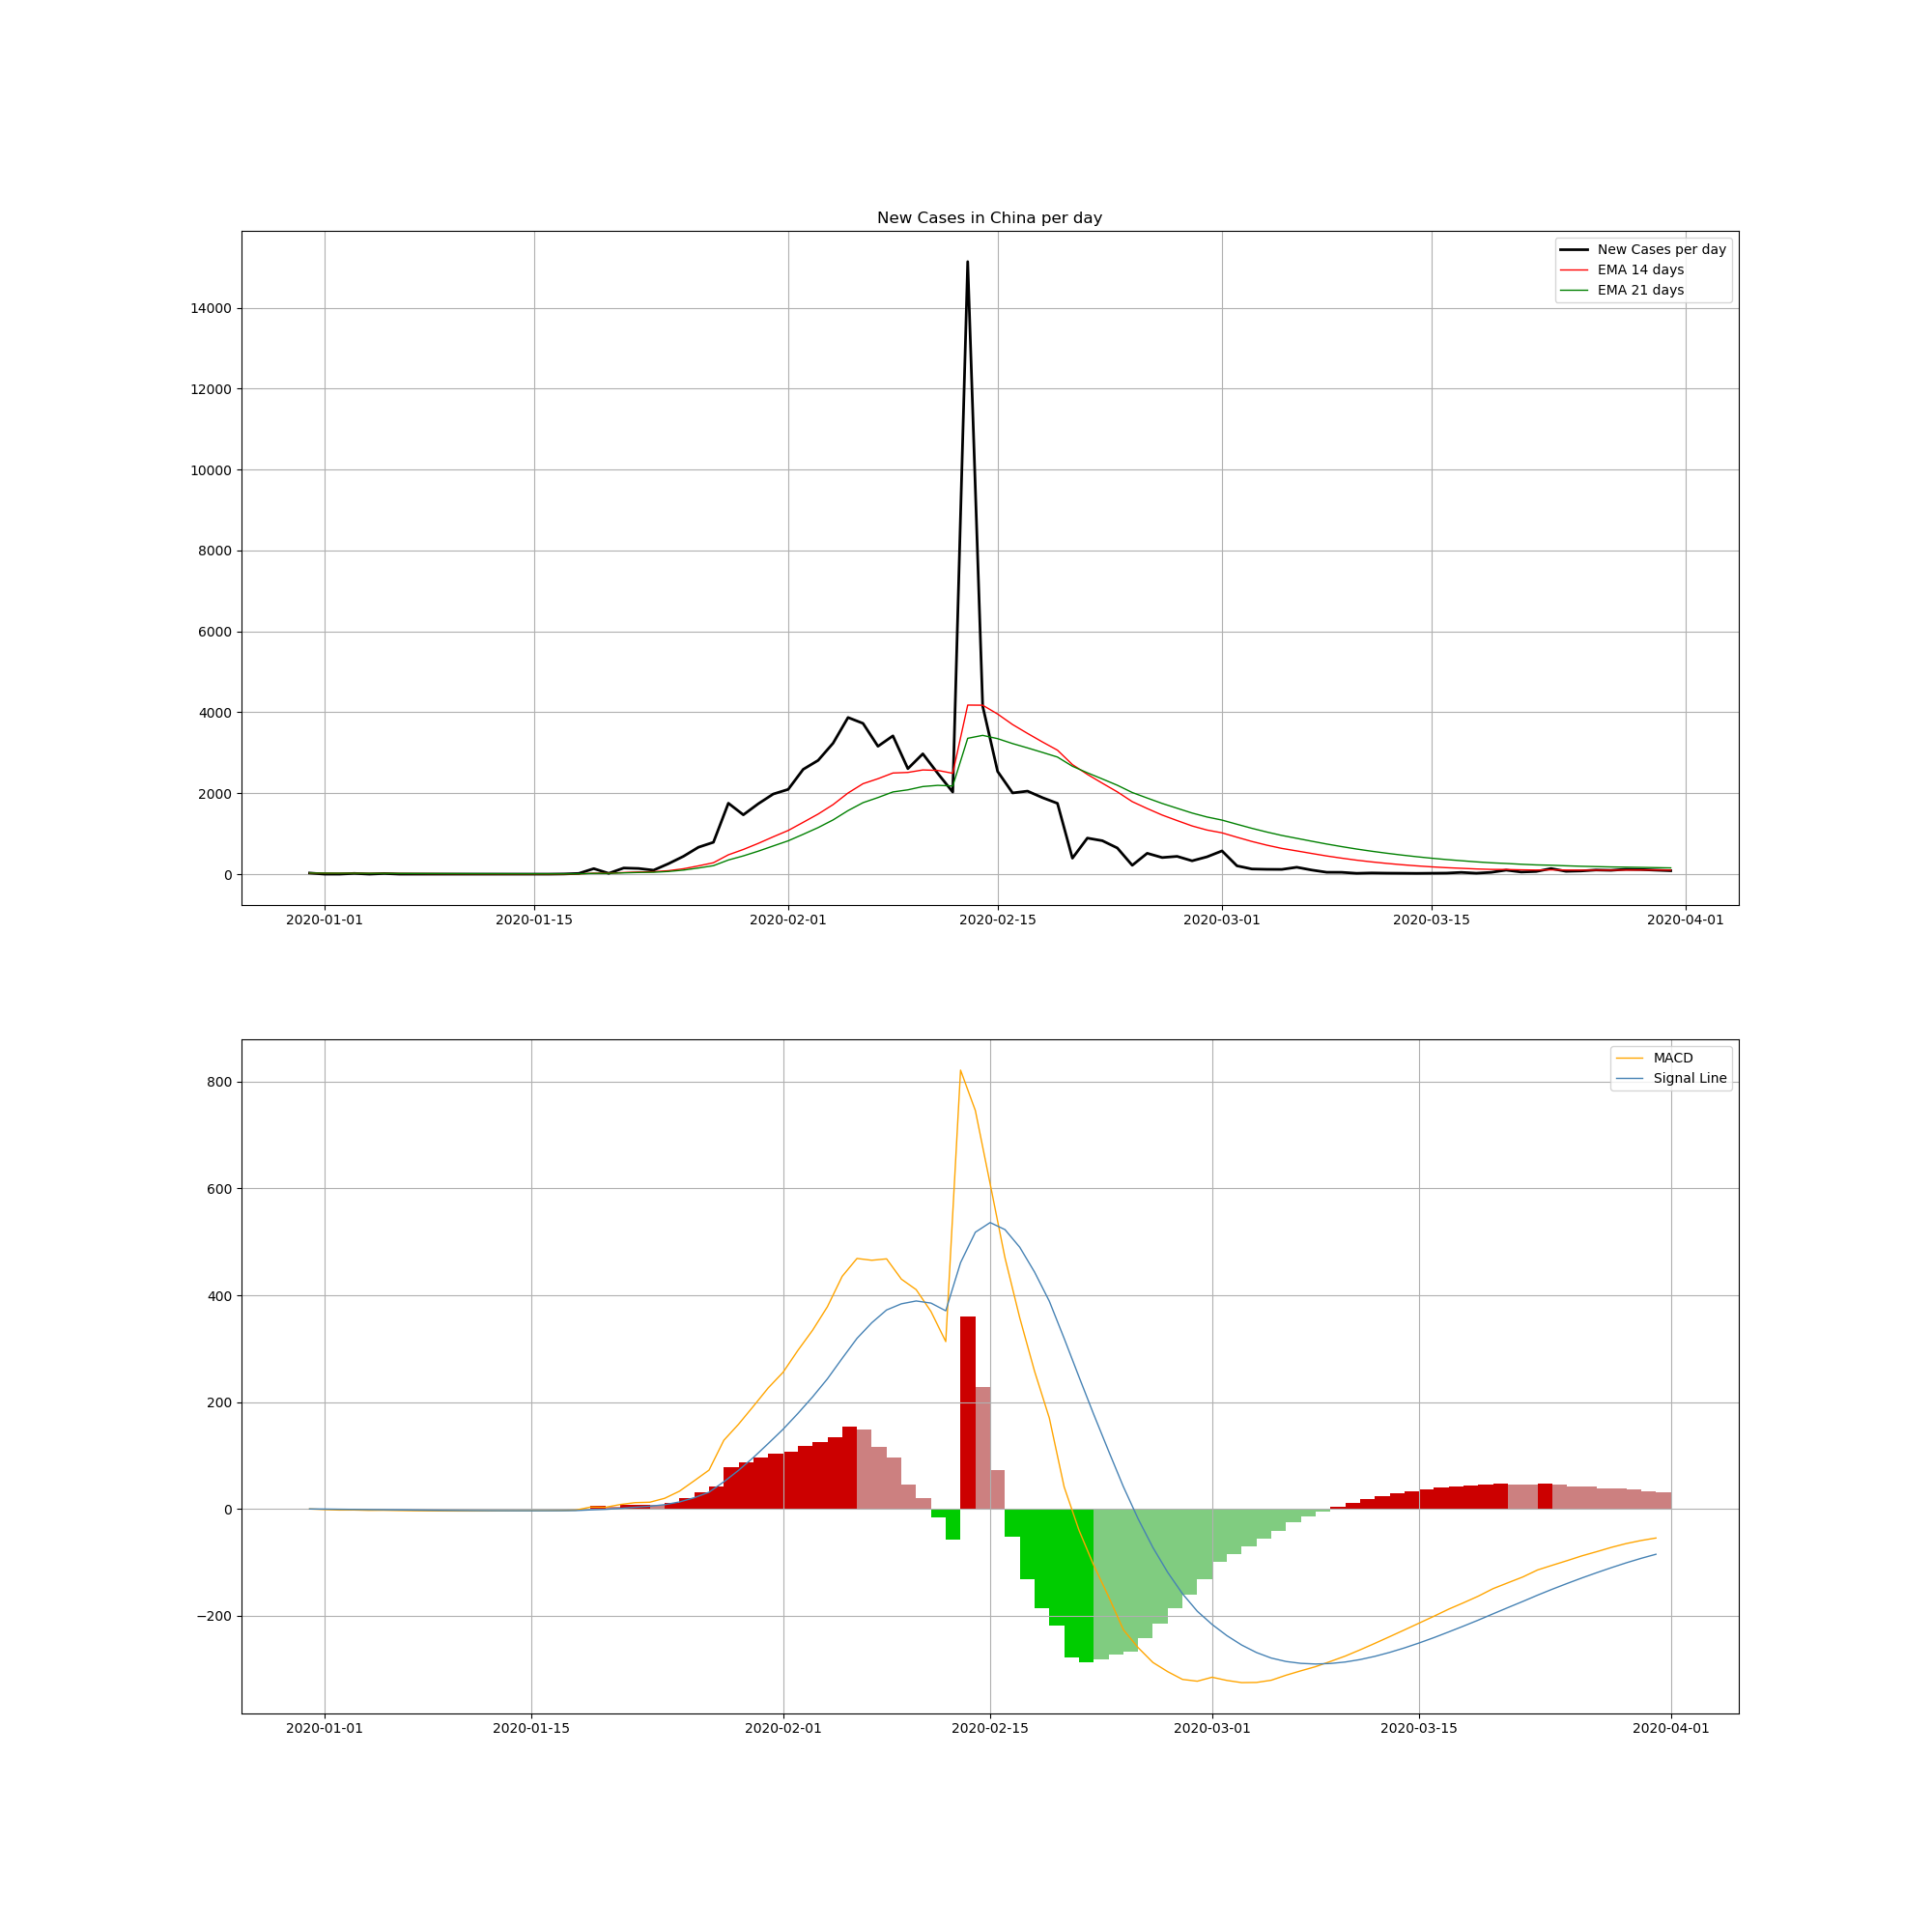 New Cases in China per day
New Cases per day
EMA 14 days
EMA 21 days
14000
12000
10000
8000
6000
4000
2000
0
2020-01-01 2020-01-15 2020-02-01 2020-02-15 2020-03-01 2020-03-15 2020-04-01
MACD
Signal Line
800
600
400
200
0
−200
2020-01-01 2020-01-15 2020-02-01 2020-02-15 2020-03-01 2020-03-15 2020-04-01